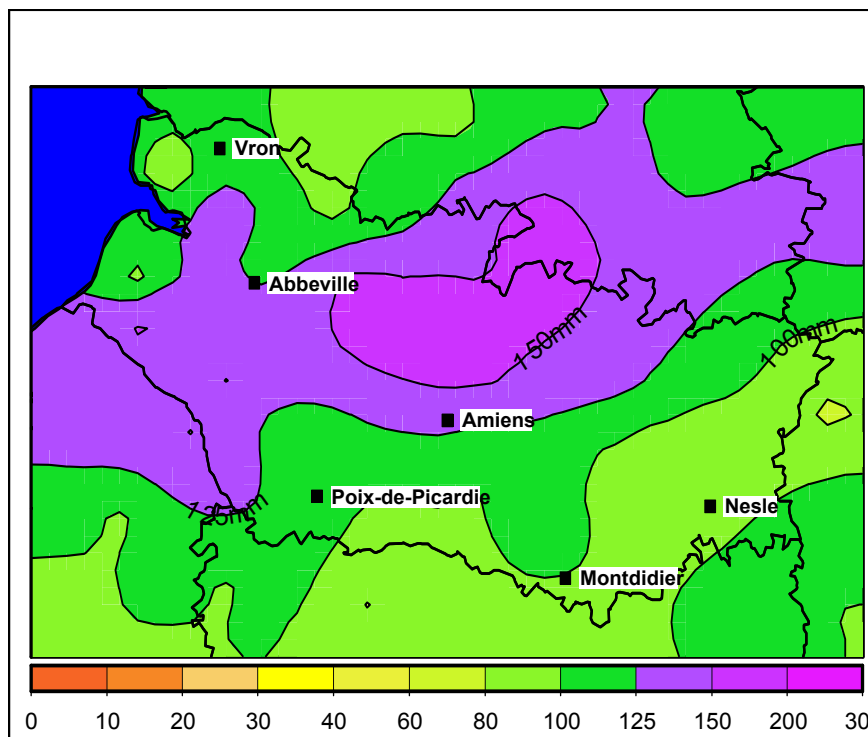 Vron
Abbeville
150mm
100mm
Amiens
125mm
Poix-de-Picardie
Nesle
Montdidier
0 10 20 30 40 60 80 100 125 150 200 30